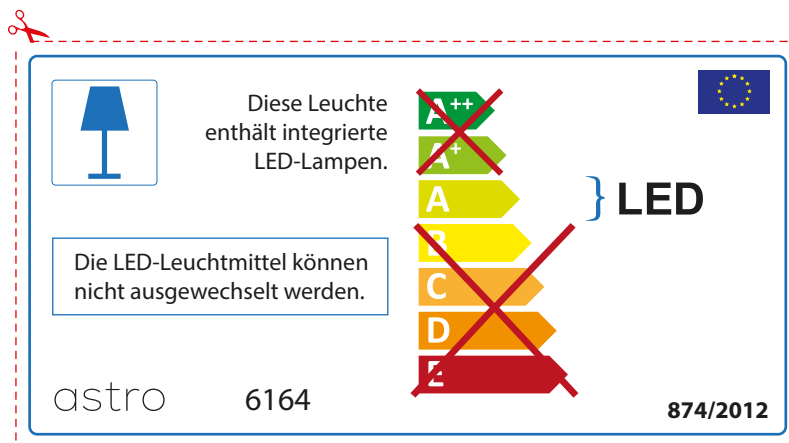 Diese Leuchte
enthält integrierte
LED-Lampen.
A++
A+
A
B
C
D
E
LED
Die LED-Leuchtmittel können
nicht ausgewechselt werden.
astro
6164
874/2012